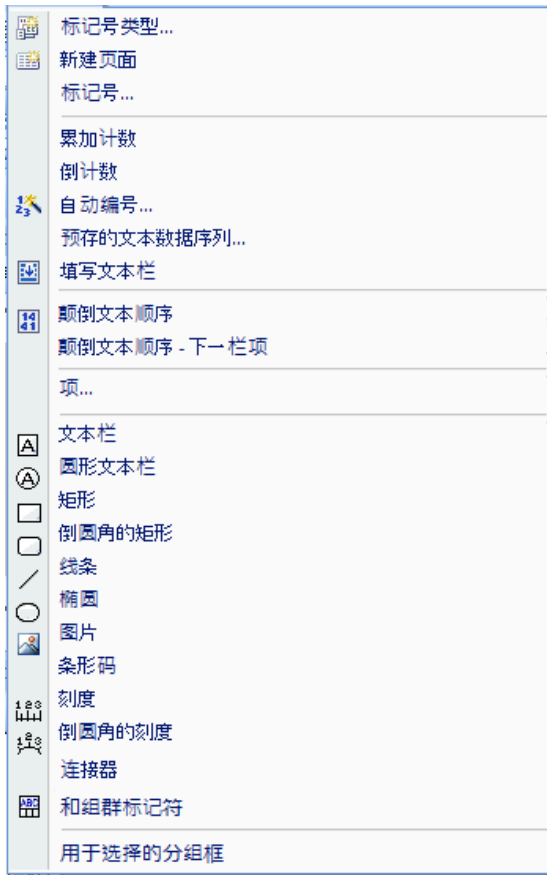 标记号类型...
新建页面
标记号...
累加计数
倒计数
自动编号...
预存的文本数据序列...
填写文本栏
颠倒文本顺序
颠倒文本顺序 - 下一栏项
项...
文本栏
圆形文本栏
矩形
倒圆角的矩形
线条
椭圆
图片
条形码
刻度
倒圆角的刻度
连接器
和组群标记符
用于选择的分组框